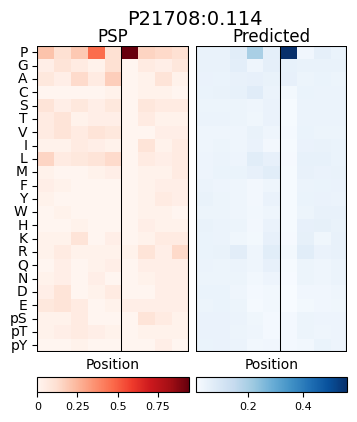 P21708:0.114
PSP Predicted
P
G
A
C
S
T
V
I
L
M
F
Y
W
H
K
R
Q
N
D
E
pS
pT
pY
Position Position
0 0.25 0.5 0.75 0.2 0.4